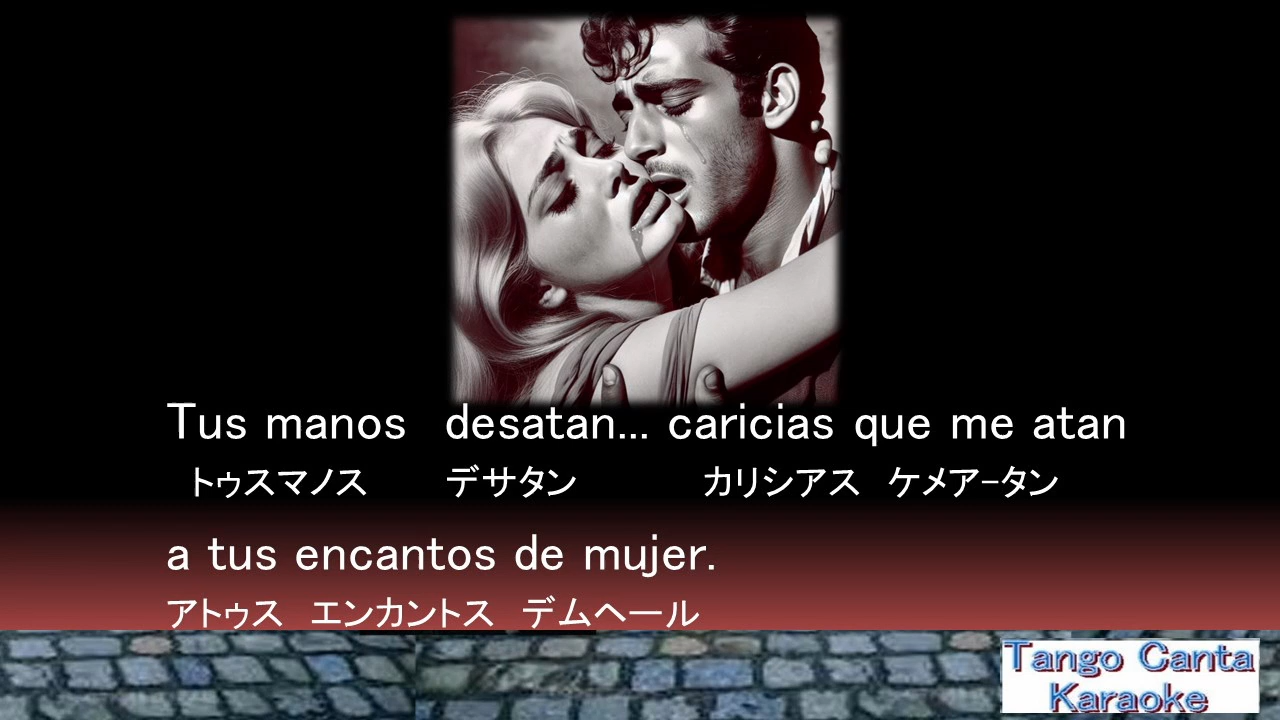 Tus manos desatan... caricias que me atan
トゥスマノス デサタン カリシアス ケメアｰタン
a tus encantos de mujer.
アトゥス エンカントス デムヘール
Tango Canta
Karaoke